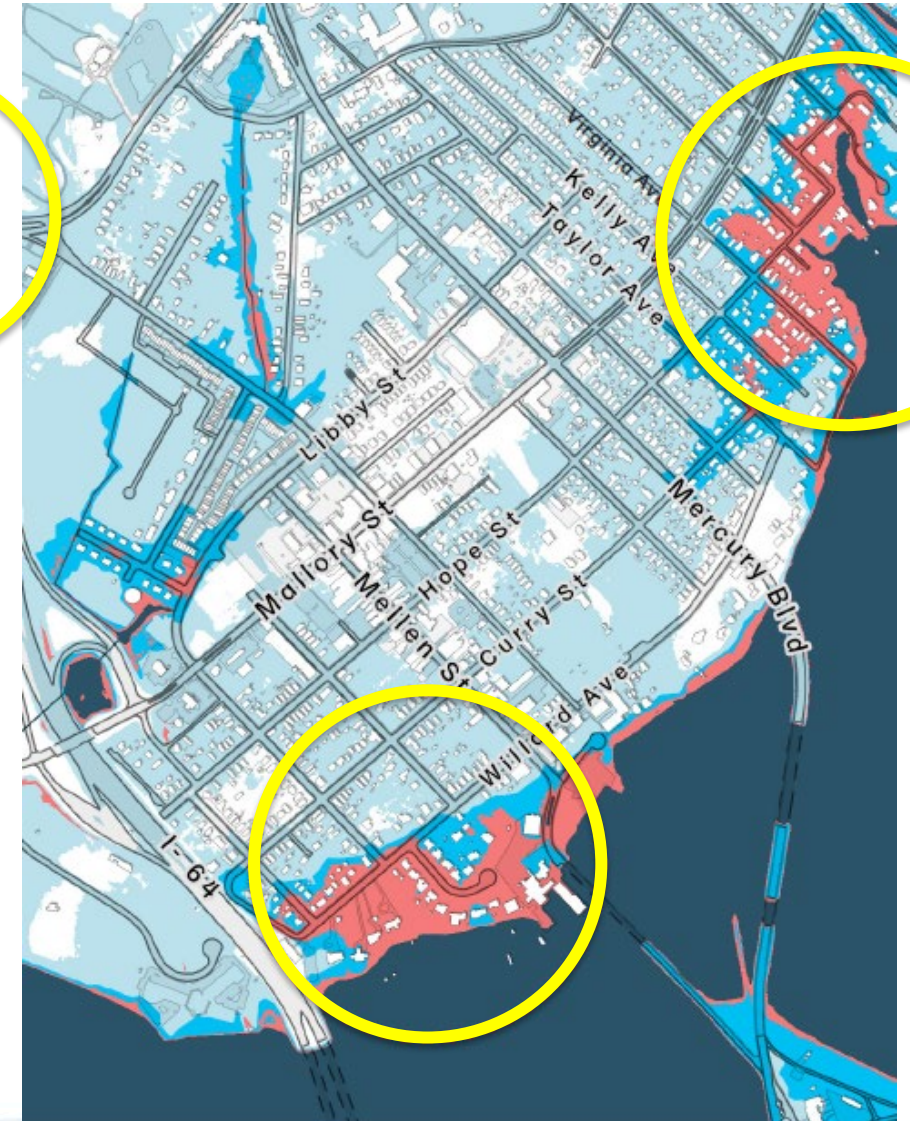 Virginia Ave
Kelly Ave
Taylor Ave
Libby St
Mercury Blvd
Mallory St
Hope St
Mellen St
Curry St
Willard Ave
I-64